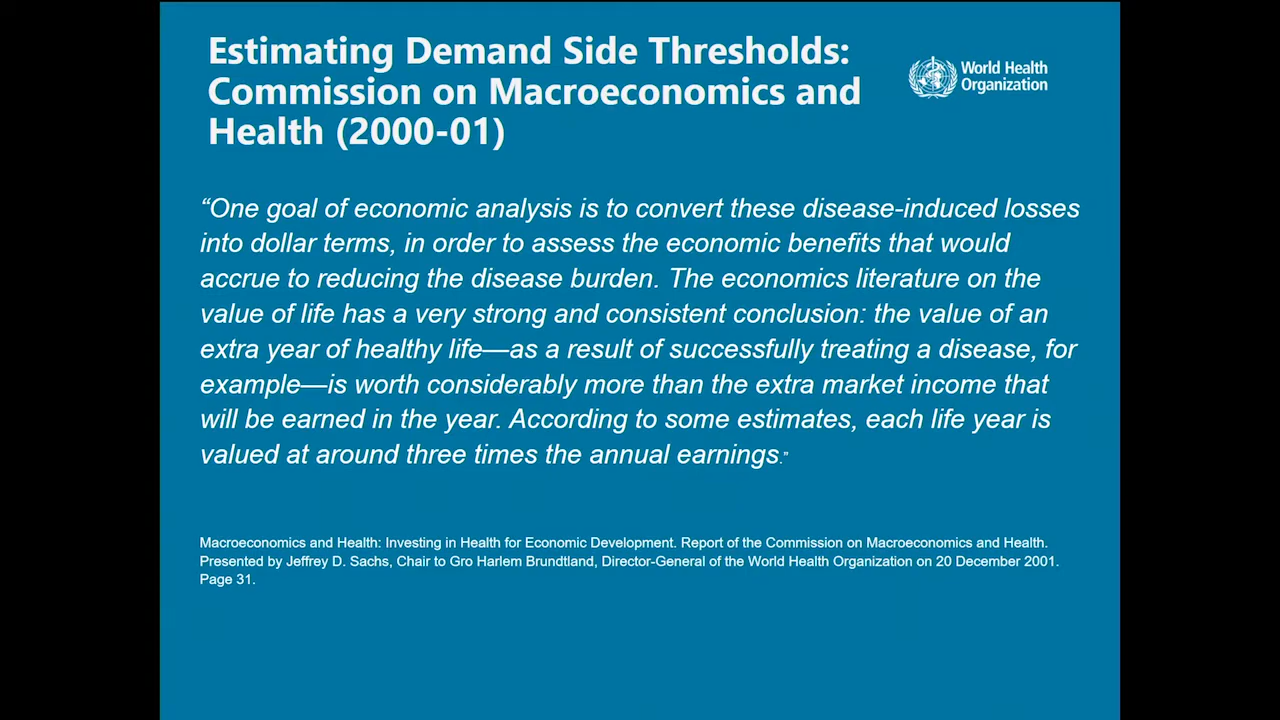 Estimating Demand Side Thresholds:
Commission on Macroeconomics and
Health (2000-01)
World Health
Organization
“One goal of economic analysis is to convert these disease-induced losses
into dollar terms, in order to assess the economic benefits that would
accrue to reducing the disease burden. The economics literature on the
value of life has a very strong and consistent conclusion: the value of an
extra year of healthy life—as a result of successfully treating a disease, for
example—is worth considerably more than the extra market income that
will be earned in the year. According to some estimates, each life year is
valued at around three times the annual earnings.”
Macroeconomics and Health: Investing in Health for Economic Development. Report of the Commission on Macroeconomics and Health.
Presented by Jeffrey D. Sachs, Chair to Gro Harlem Brundtland, Director-General of the World Health Organization on 20 December 2001.
Page 31.